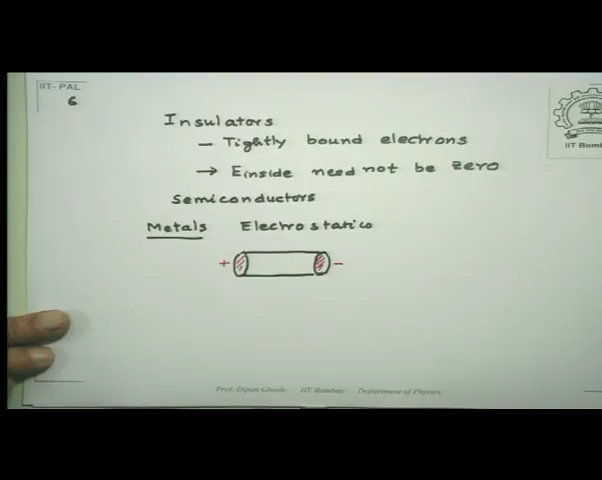 IIT- PAL
6
Insulators
– Tightly bound electrons
→ Einside need not be zero
Semiconductors
Metals Electrostatics
+ –
IIT Bomb
Prof. Dipan Ghosh IIT Bombay Department of Physics